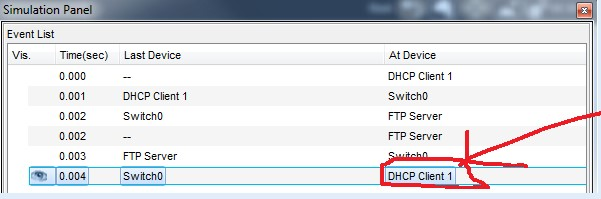 Simulation Panel
Event List
Vis. Time(sec) Last Device At Device
0.000 -- DHCP Client 1
0.001 DHCP Client 1 Switch0
0.002 Switch0 FTP Server
0.002 -- FTP Server
0.003 FTP Server Switch0
0.004 Switch0 DHCP Client 1